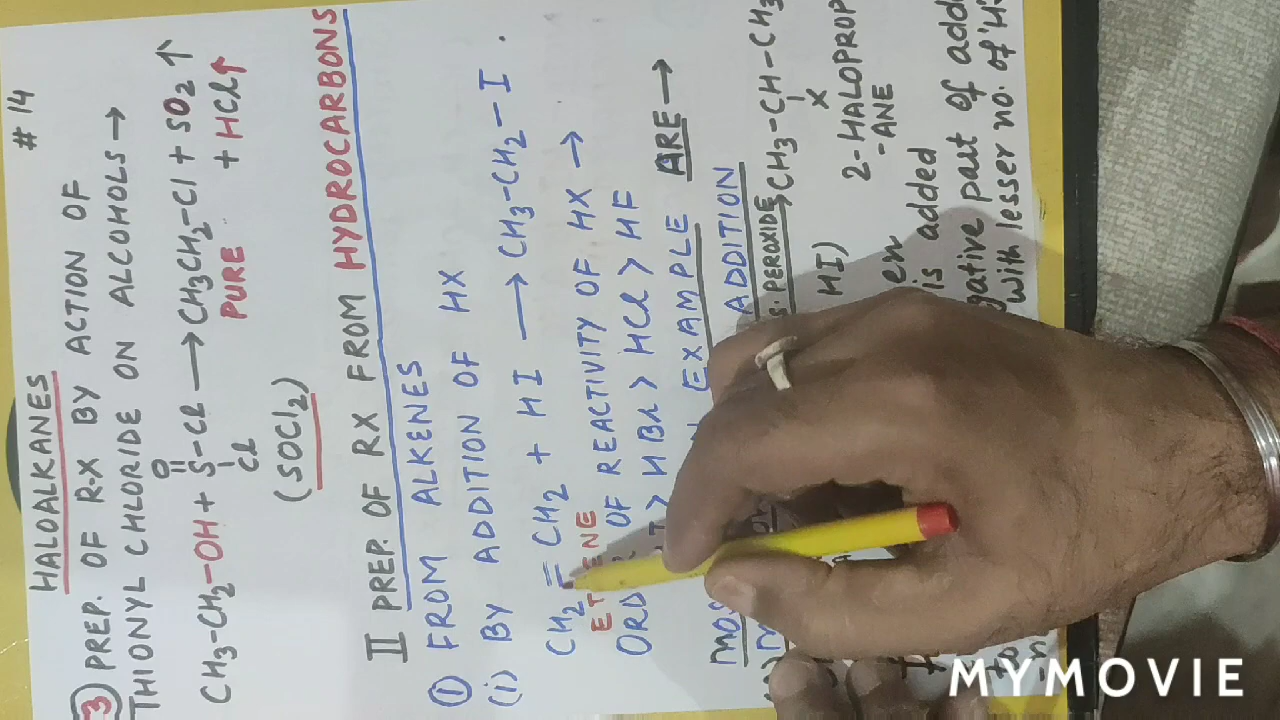 HALOALKANES # 14
3 PREP. OF R-X BY ACTION OF
THIONYL CHLORIDE ON ALCOHOLS→
O
CH3-CH2-OH + S-Cl → CH3CH2-Cl + SO2↑
Cl PURE + HCl↑
(SOCl2)
II PREP. OF RX FROM HYDROCARBONS
① FROM ALKENES
(i) BY ADDITION OF HX
CH2=CH2 + HI → CH3-CH2-I.
ETHENE
OF REACTIVITY OF HX →
> HBr > HCl > HF
EXAMPLE ARE→
ADDITION
PEROXIDE→ CH3-CH-CH3
HI) X
2-HALOPROP
-ANE
is added
gative part of add
with lesser no. of 'H'
MYMOVIE